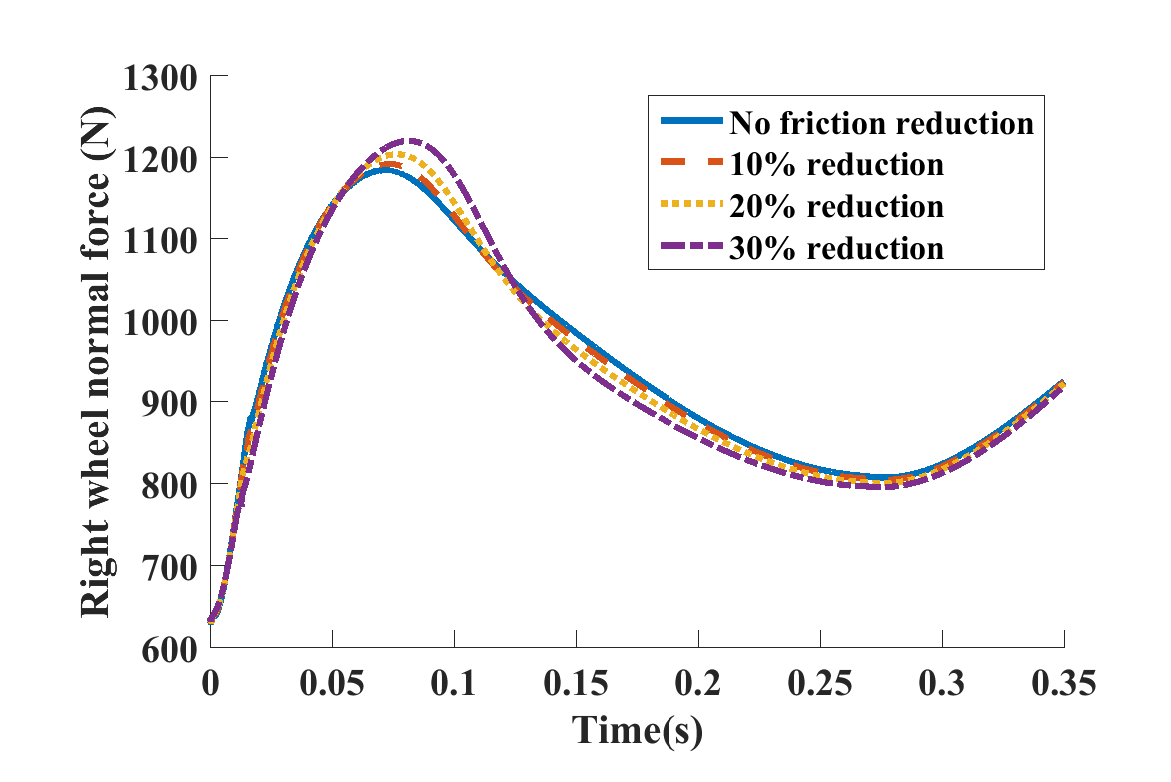 1300
1200
1100
1000
900
800
700
600
Right wheel normal force (N)
No friction reduction
10% reduction
20% reduction
30% reduction
0
0.05
0.1
0.15
0.2
0.25
0.3
0.35
Time(s)